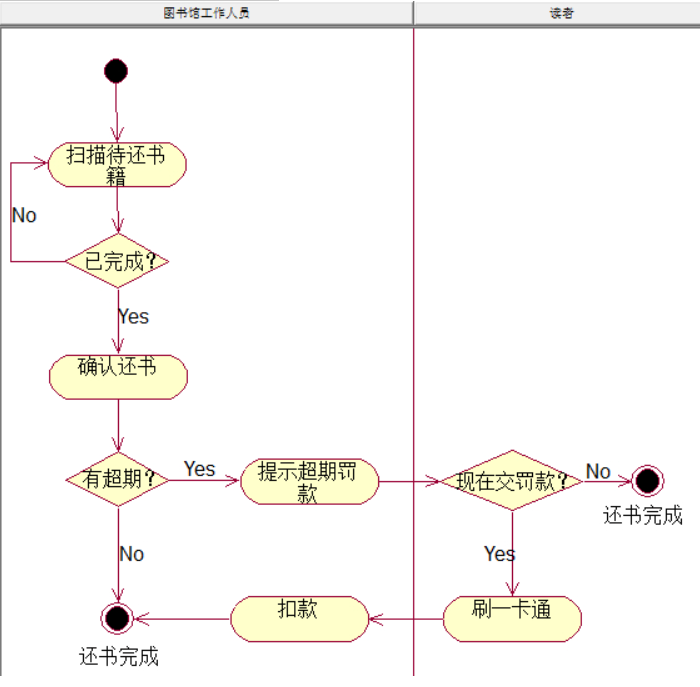 图书馆工作人员
读者
扫描待还书
籍
No
已完成?
Yes
确认还书
有超期?
Yes
提示超期罚
款
现在交罚款?
No
还书完成
No
Yes
扣款
刷一卡通
还书完成